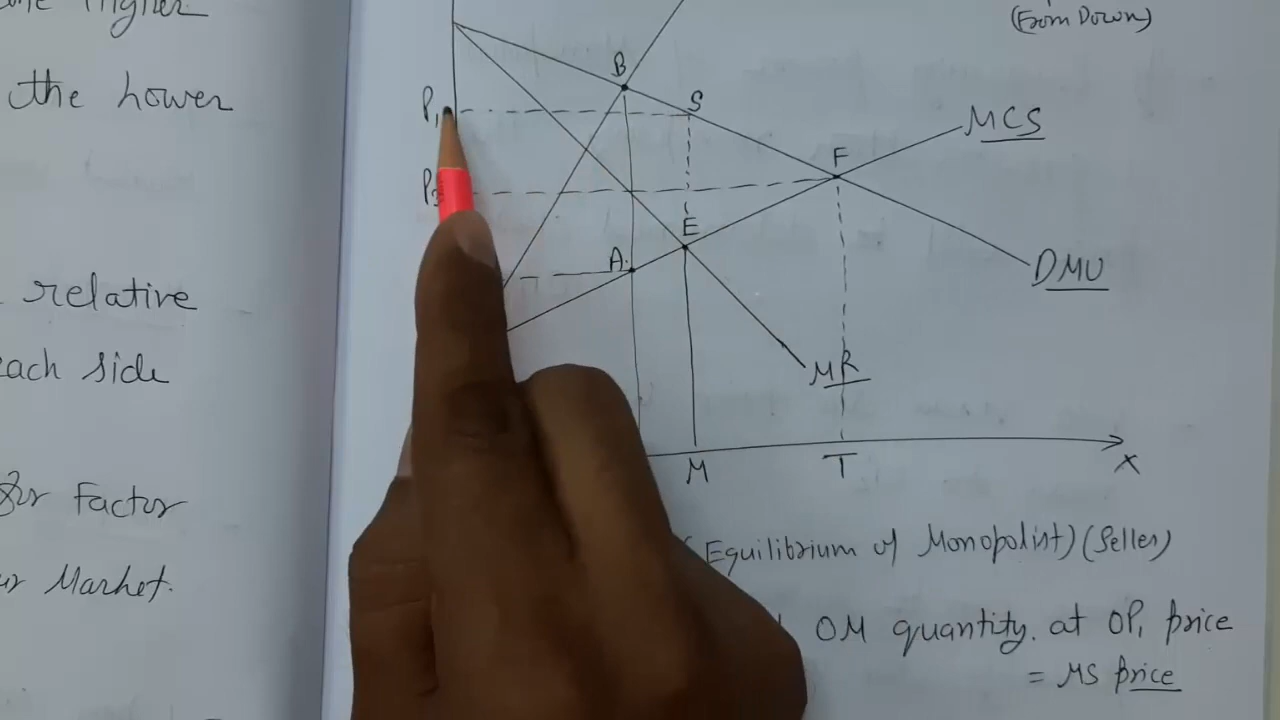 the lower
relative
each side
for Factor
Market.
(From Down)
B
P1
S
MCS
F
E
A
DMU
MR
M
T
X
(Equilibrium of Monopolist) (Seller)
OM quantity. at OP1 price
= MS price